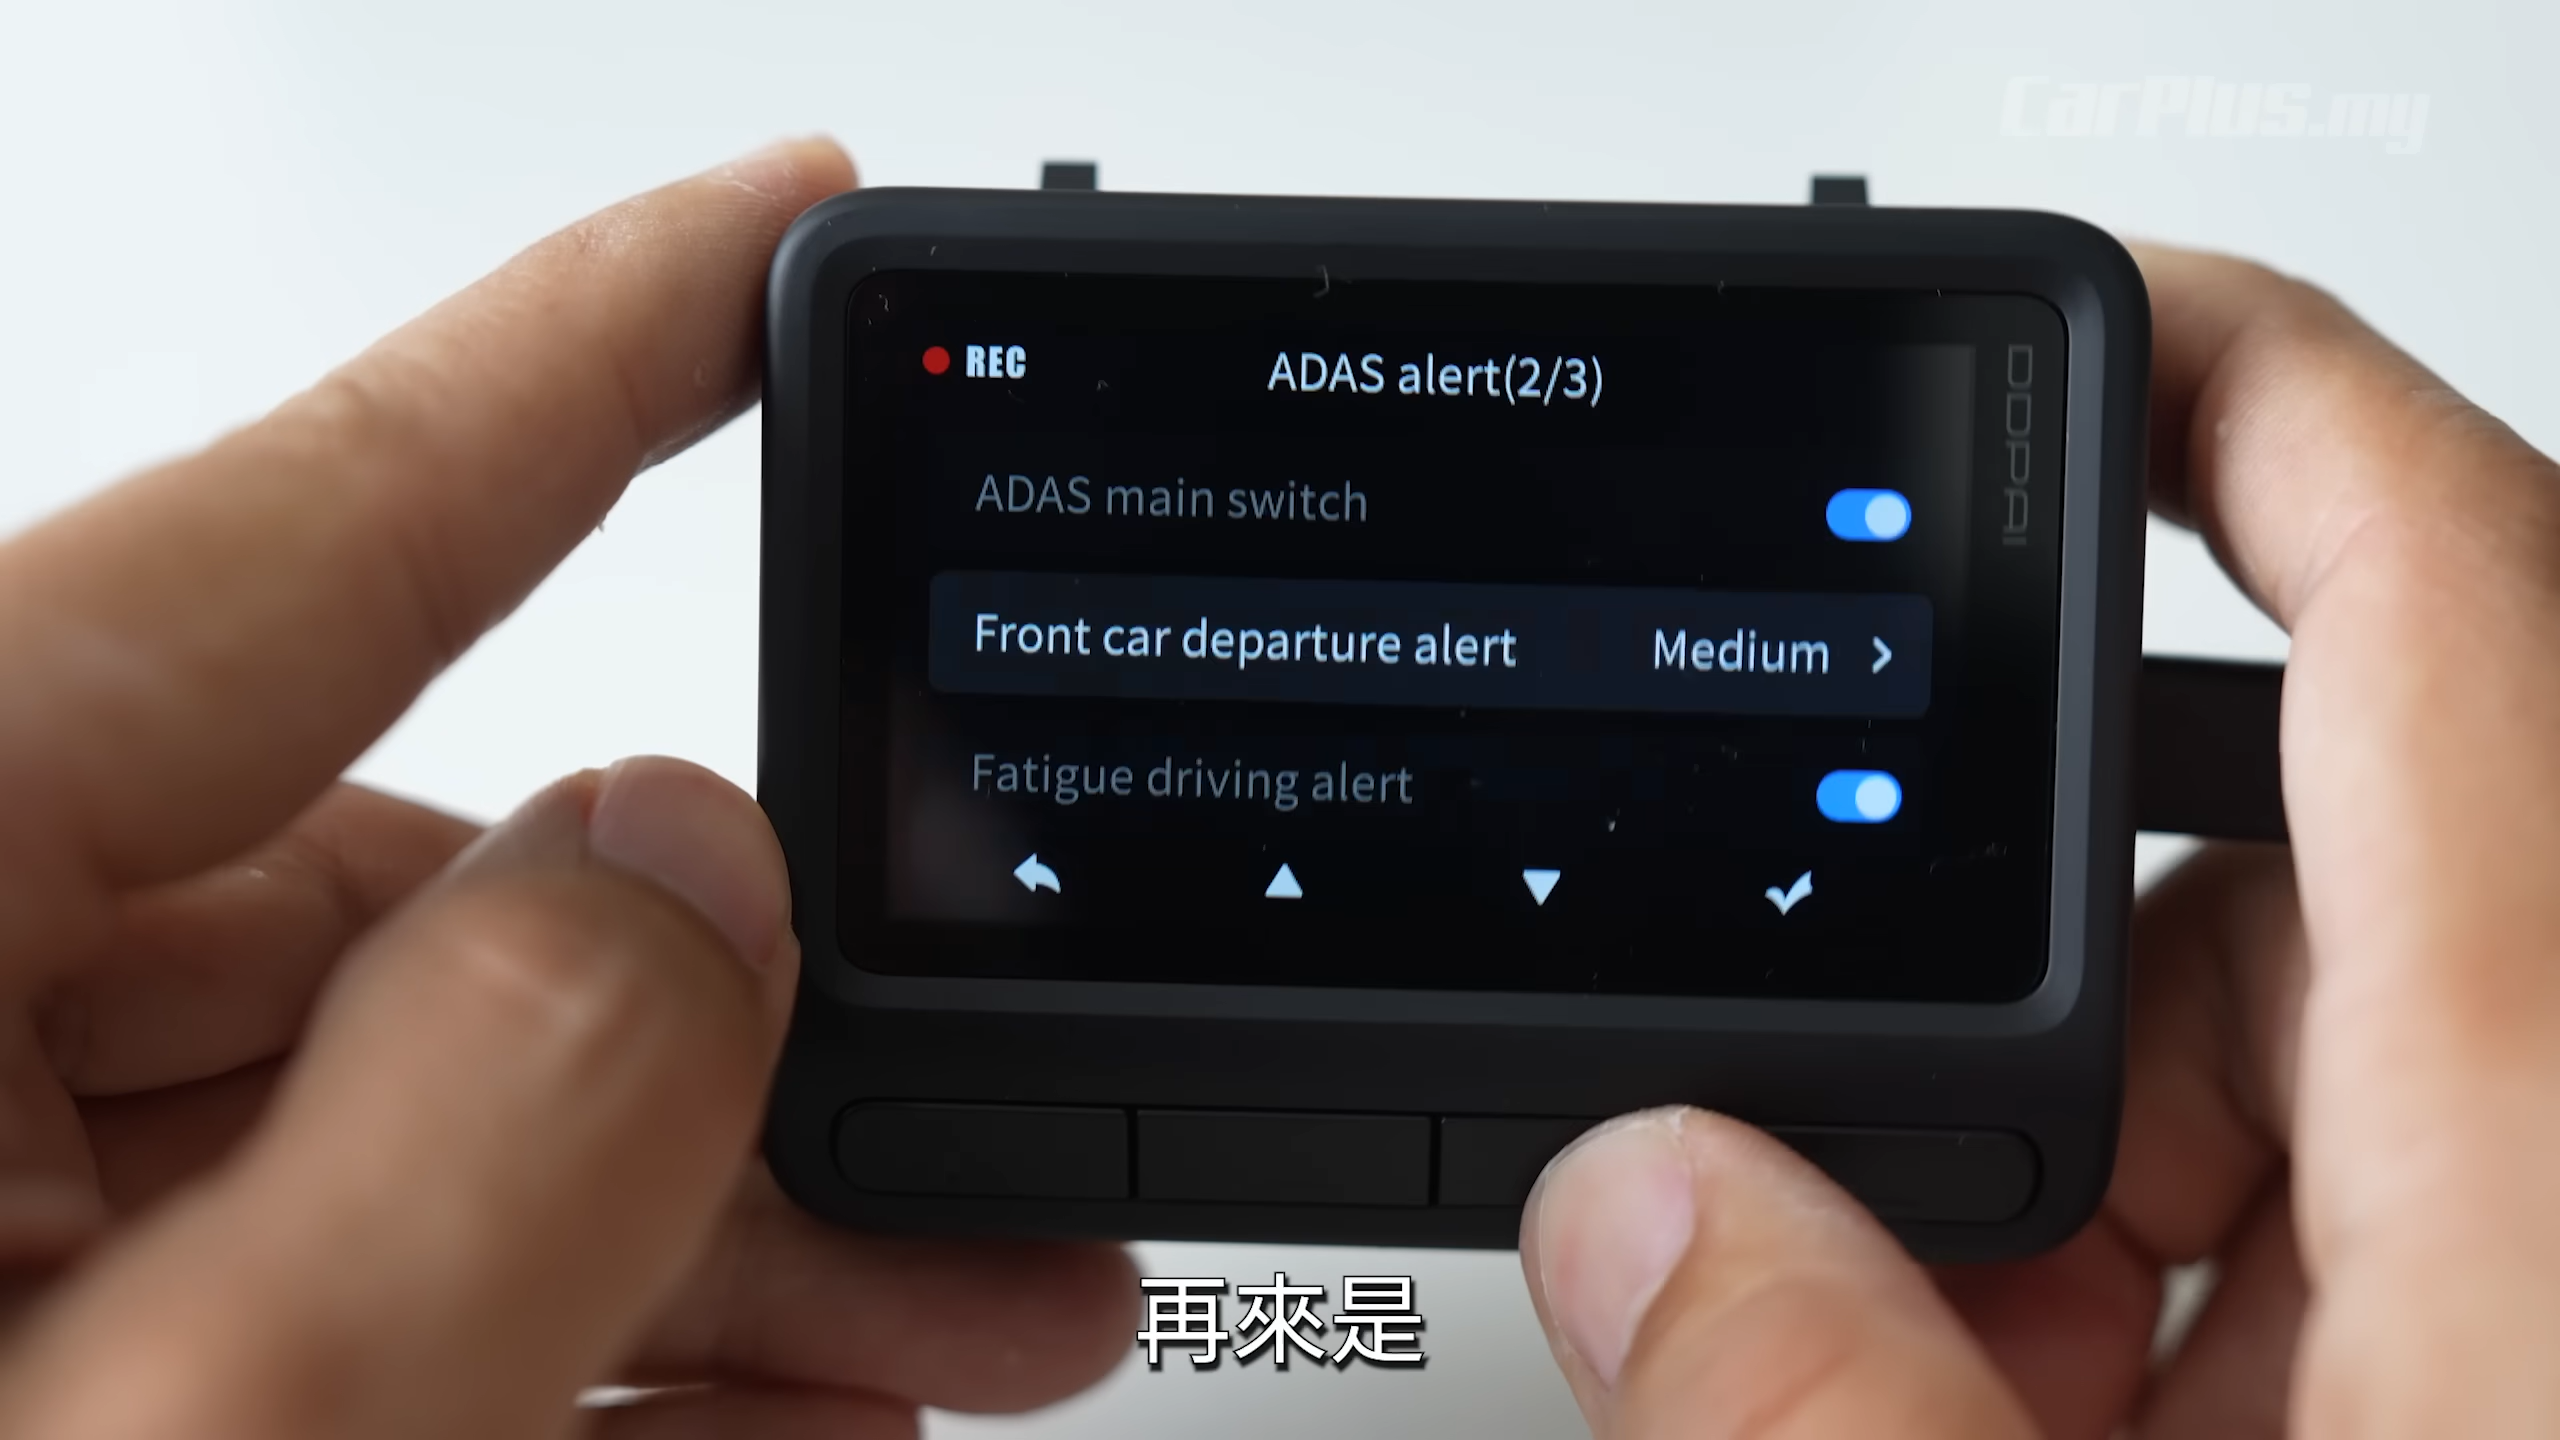 CarPlus.my
REC
ADAS alert(2/3)
DDPAI
ADAS main switch
Front car departure alert Medium
Fatigue driving alert
再來是